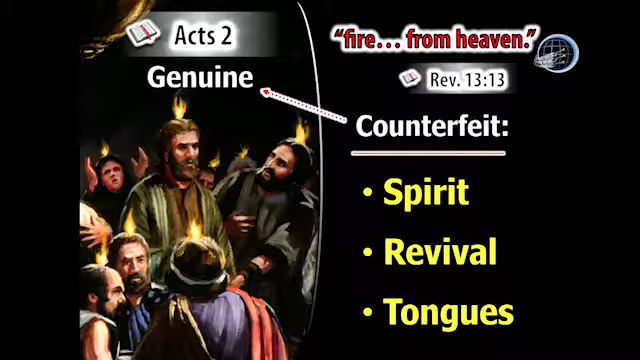 Acts 2
Genuine
“fire... from heaven.”
Rev. 13:13
Counterfeit:
• Spirit
• Revival
• Tongues